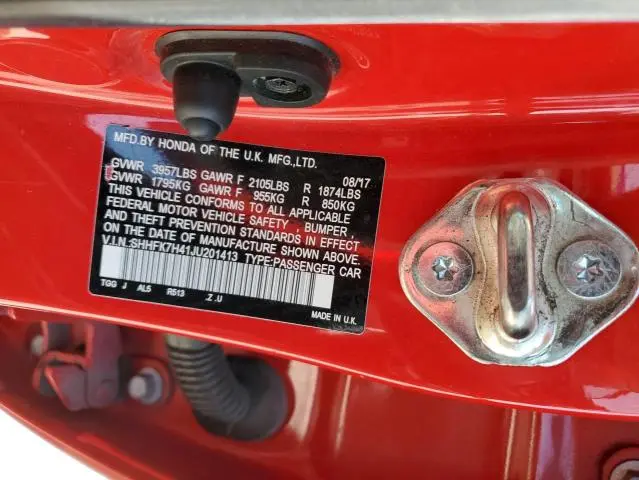 MFD.BY HONDA OF THE U.K. MFG.,LTD.
08/17
GVWR 3957LBS GAWR F 2105LBS R 1874LBS
GVWR 1795KG GAWR F 955KG R 850KG
THIS VEHICLE CONFORMS TO ALL APPLICABLE
FEDERAL MOTOR VEHICLE SAFETY , BUMPER ,
AND THEFT PREVENTION STANDARDS IN EFFECT
ON THE DATE OF MANUFACTURE SHOWN ABOVE.
V.I.N:SHHFK7H41JU201413 TYPE:PASSENGER CAR
TGG J AL5 R513 .Z.U
MADE IN U.K.